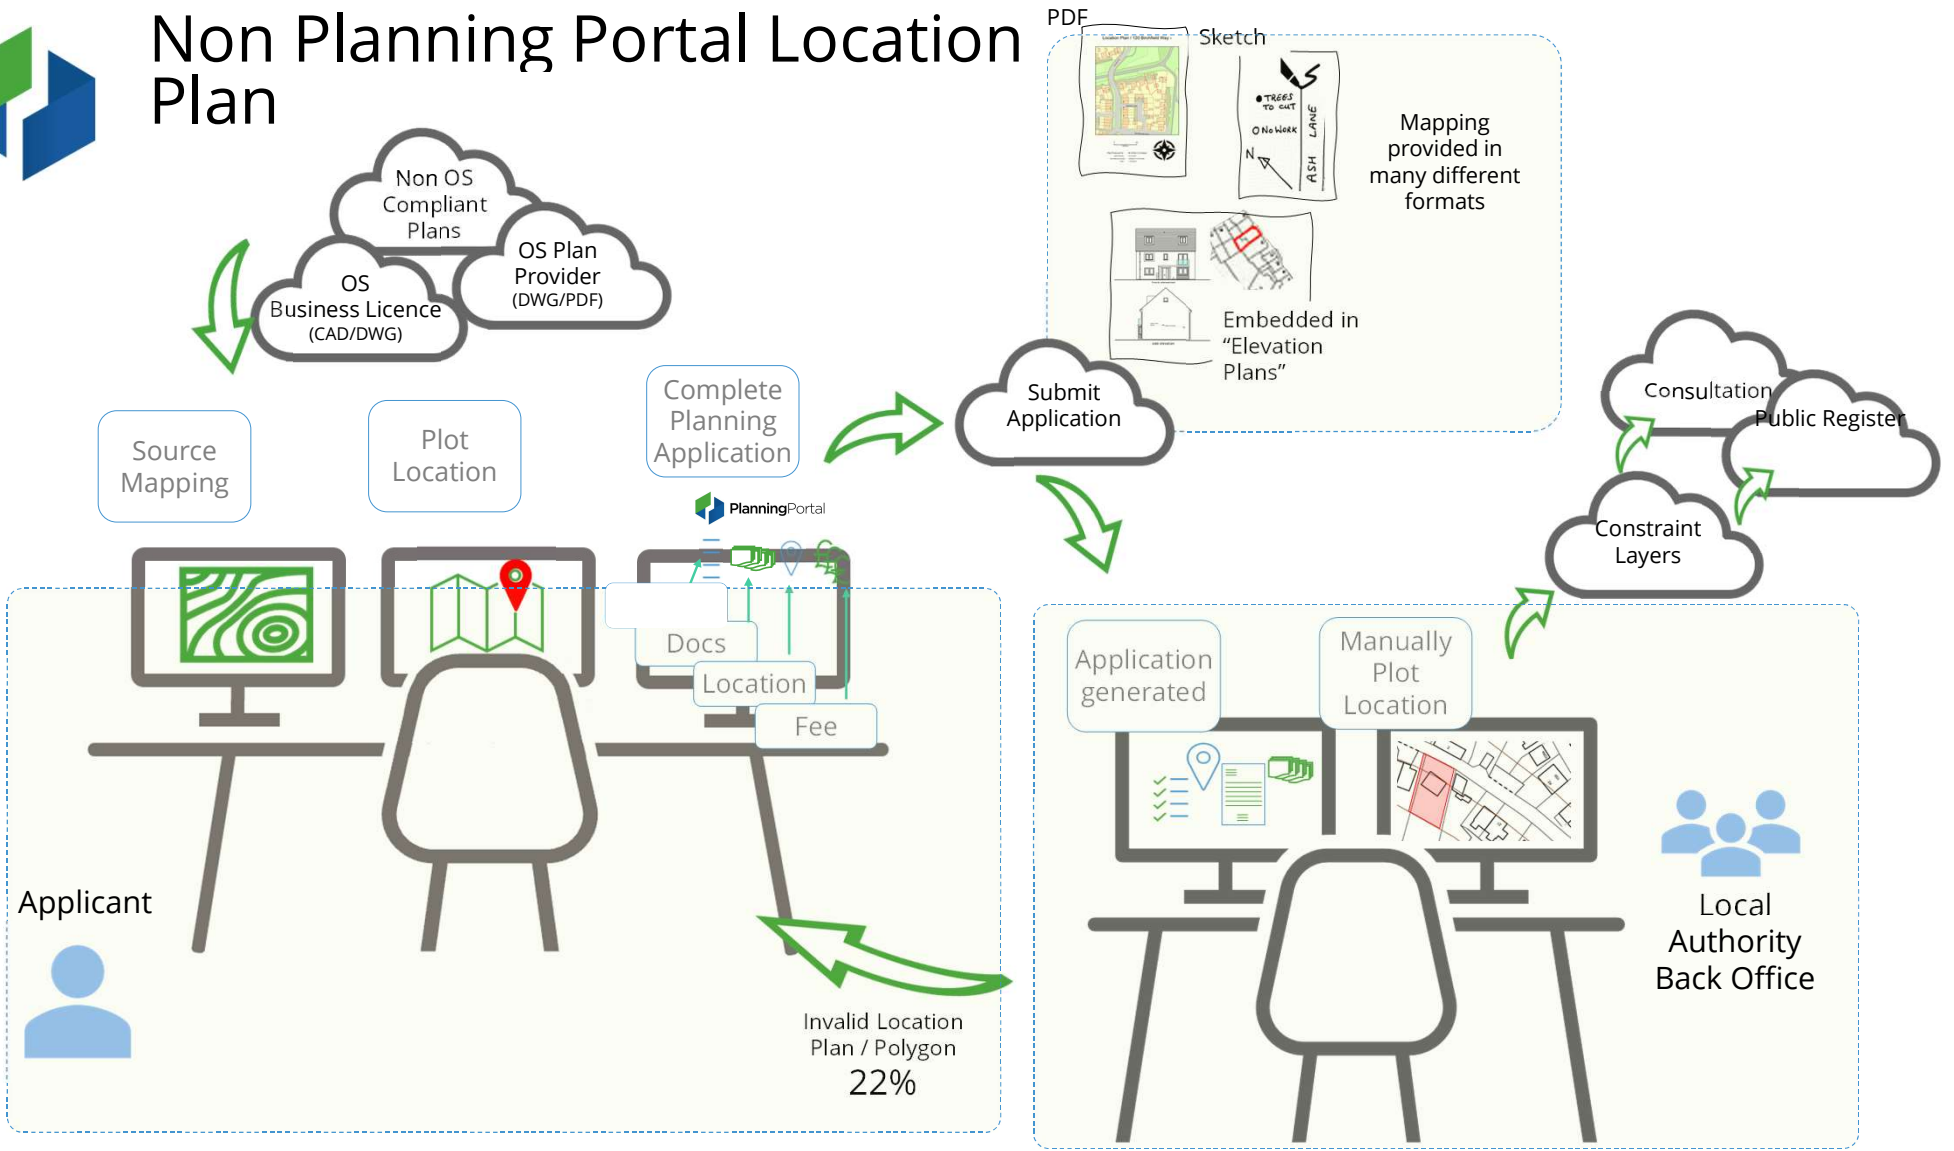 Non Planning Portal Location
Plan
PDF
Sketch
TREES
TO CUT
NO WORK
N
ASH LANE
Mapping
provided in
many different
formats
Embedded in
“Elevation
Plans”
Non OS
Compliant
Plans
OS Plan
Provider
(DWG/PDF)
OS
Business Licence
(CAD/DWG)
Source
Mapping
Plot
Location
Complete
Planning
Application
PlanningPortal
Submit
Application
Consultation
Public Register
Constraint
Layers
Docs
Location
Fee
Application
generated
Manually
Plot
Location
Applicant
Local
Authority
Back Office
Invalid Location
Plan / Polygon
22%